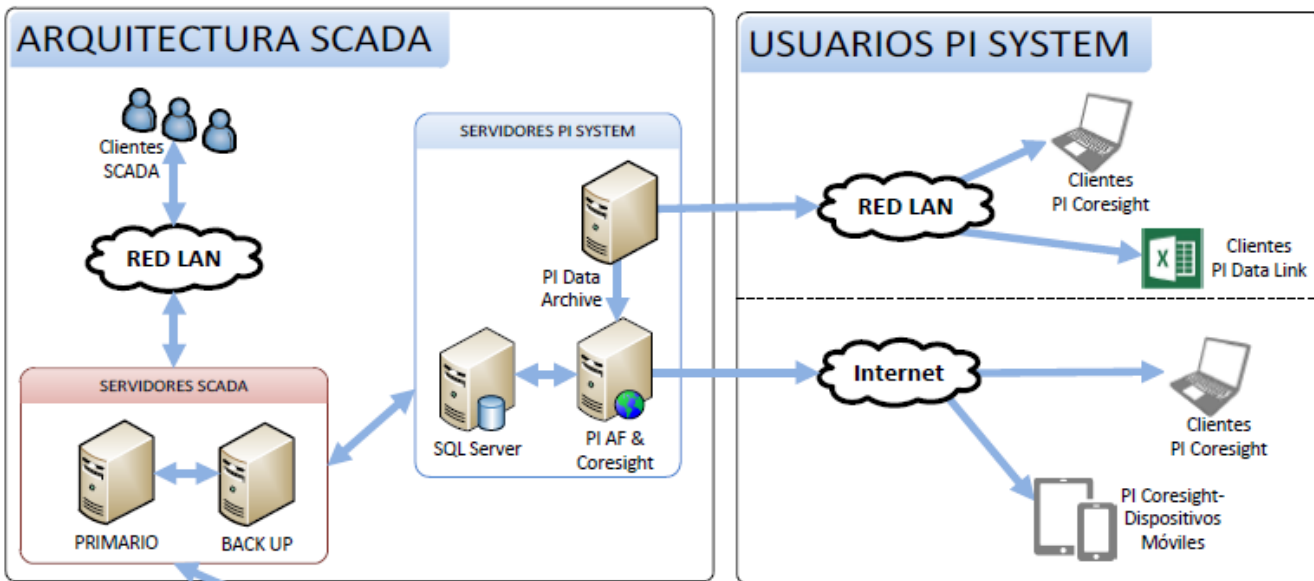 ARQUITECTURA SCADA
Clientes
SCADA
RED LAN
SERVIDORES SCADA
PRIMARIO
BACK UP
SERVIDORES PI SYSTEM
PI Data
Archive
SQL Server
PI AF &
Coresight
USUARIOS PI SYSTEM
RED LAN
Clientes
PI Coresight
X
Clientes
PI Data Link
Internet
Clientes
PI Coresight
PI Coresight-
Dispositivos
Móviles